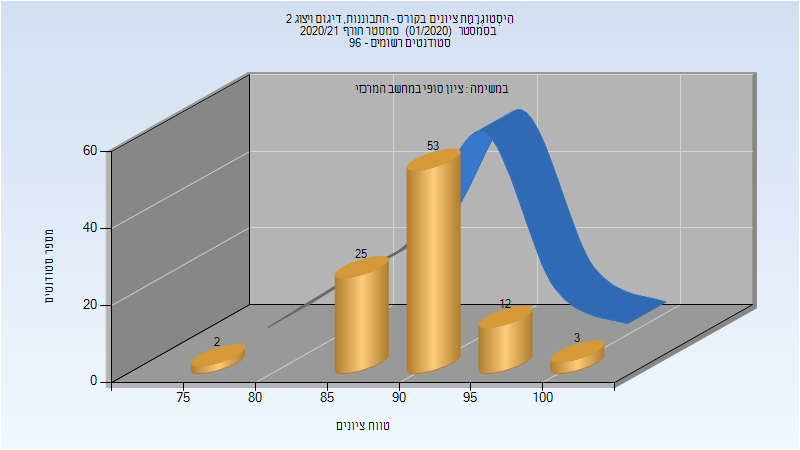 היסטוגרמת ציונים בקורס - התבוננות, דיגום ויצוג 2
בסמסטר (01/2020) סמסטר חורף 2020/21
סטודנטים רשומים - 96
במשימה : ציון סופי במחשב המרכזי
מספר סטודנטים
60
40
20
0
2
25
53
12
3
75
80
85
90
95
100
טווח ציונים